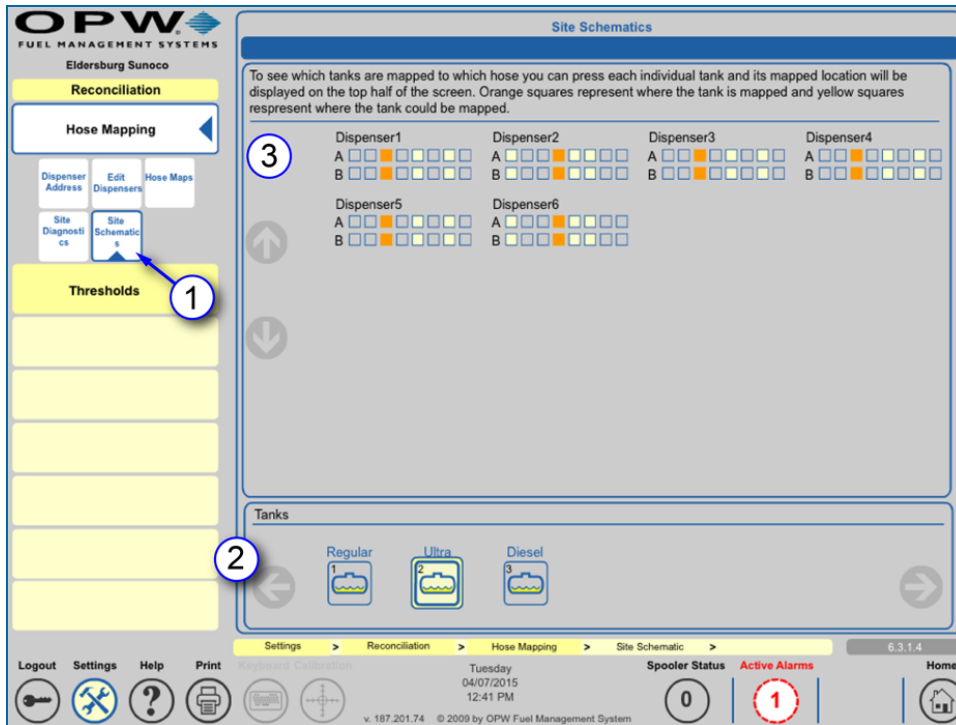 OPW
FUEL MANAGEMENT SYSTEMS
Eldersburg Sunoco
Reconciliation
Hose Mapping
Dispenser
Address
Edit
Dispensers
Hose Maps
Site
Diagnosti
cs
Site
Schematic
s
1
Thresholds
Site Schematics
To see which tanks are mapped to which hose you can press each individual tank and its mapped location will be
displayed on the top half of the screen. Orange squares represent where the tank is mapped and yellow squares
respresent where the tank could be mapped.
3
Dispenser1
A
B
Dispenser2
A
B
Dispenser3
A
B
Dispenser4
A
B
Dispenser5
A
B
Dispenser6
A
B
Tanks
2
Regular
1
Ultra
2
Diesel
3
Settings > Reconciliation > Hose Mapping > Site Schematic > 6.3.1.4
Logout Settings Help Print Keyboard Calibration
Tuesday
04/07/2015
12:41 PM
v. 187.201.74 © 2009 by OPW Fuel Management System
Spooler Status
0
Active Alarms
1
Home